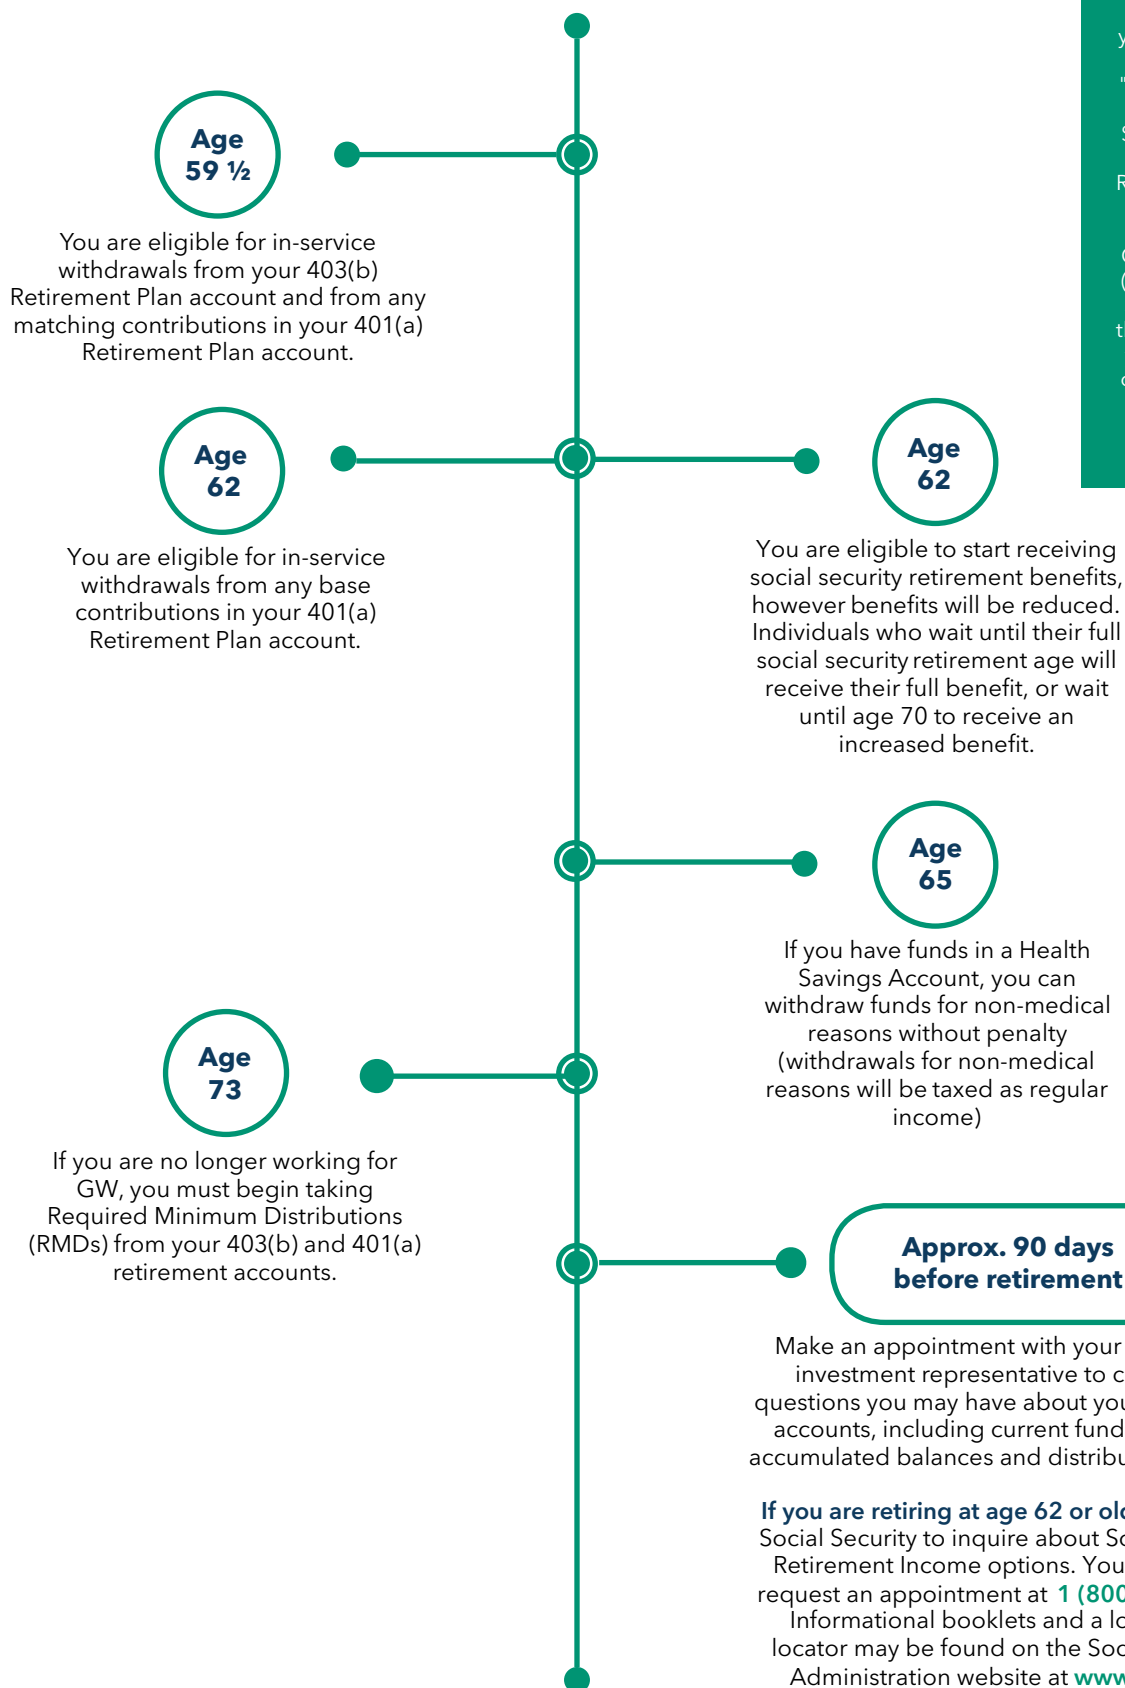 Age
59 ½
You are eligible for in-service
withdrawals from your 403(b)
Retirement Plan account and from any
matching contributions in your 401(a)
Retirement Plan account.
Age
62
You are eligible for in-service
withdrawals from any base
contributions in your 401(a)
Retirement Plan account.
Age
62
You are eligible to start receiving
social security retirement benefits,
however benefits will be reduced.
Individuals who wait until their full
social security retirement age will
receive their full benefit, or wait
until age 70 to receive an
increased benefit.
Age
65
If you have funds in a Health
Savings Account, you can
withdraw funds for non-medical
reasons without penalty
(withdrawals for non-medical
reasons will be taxed as regular
income)
Age
73
If you are no longer working for
GW, you must begin taking
Required Minimum Distributions
(RMDs) from your 403(b) and 401(a)
retirement accounts.
Approx. 90 days
before retirement
Make an appointment with your
investment representative to
questions you may have about
accounts, including current
accumulated balances and
If you are retiring at age 62 or
Social Security to inquire about
Retirement Income options. You
request an appointment at 1 (800
Informational booklets and a
locator may be found on the
Administration website at www